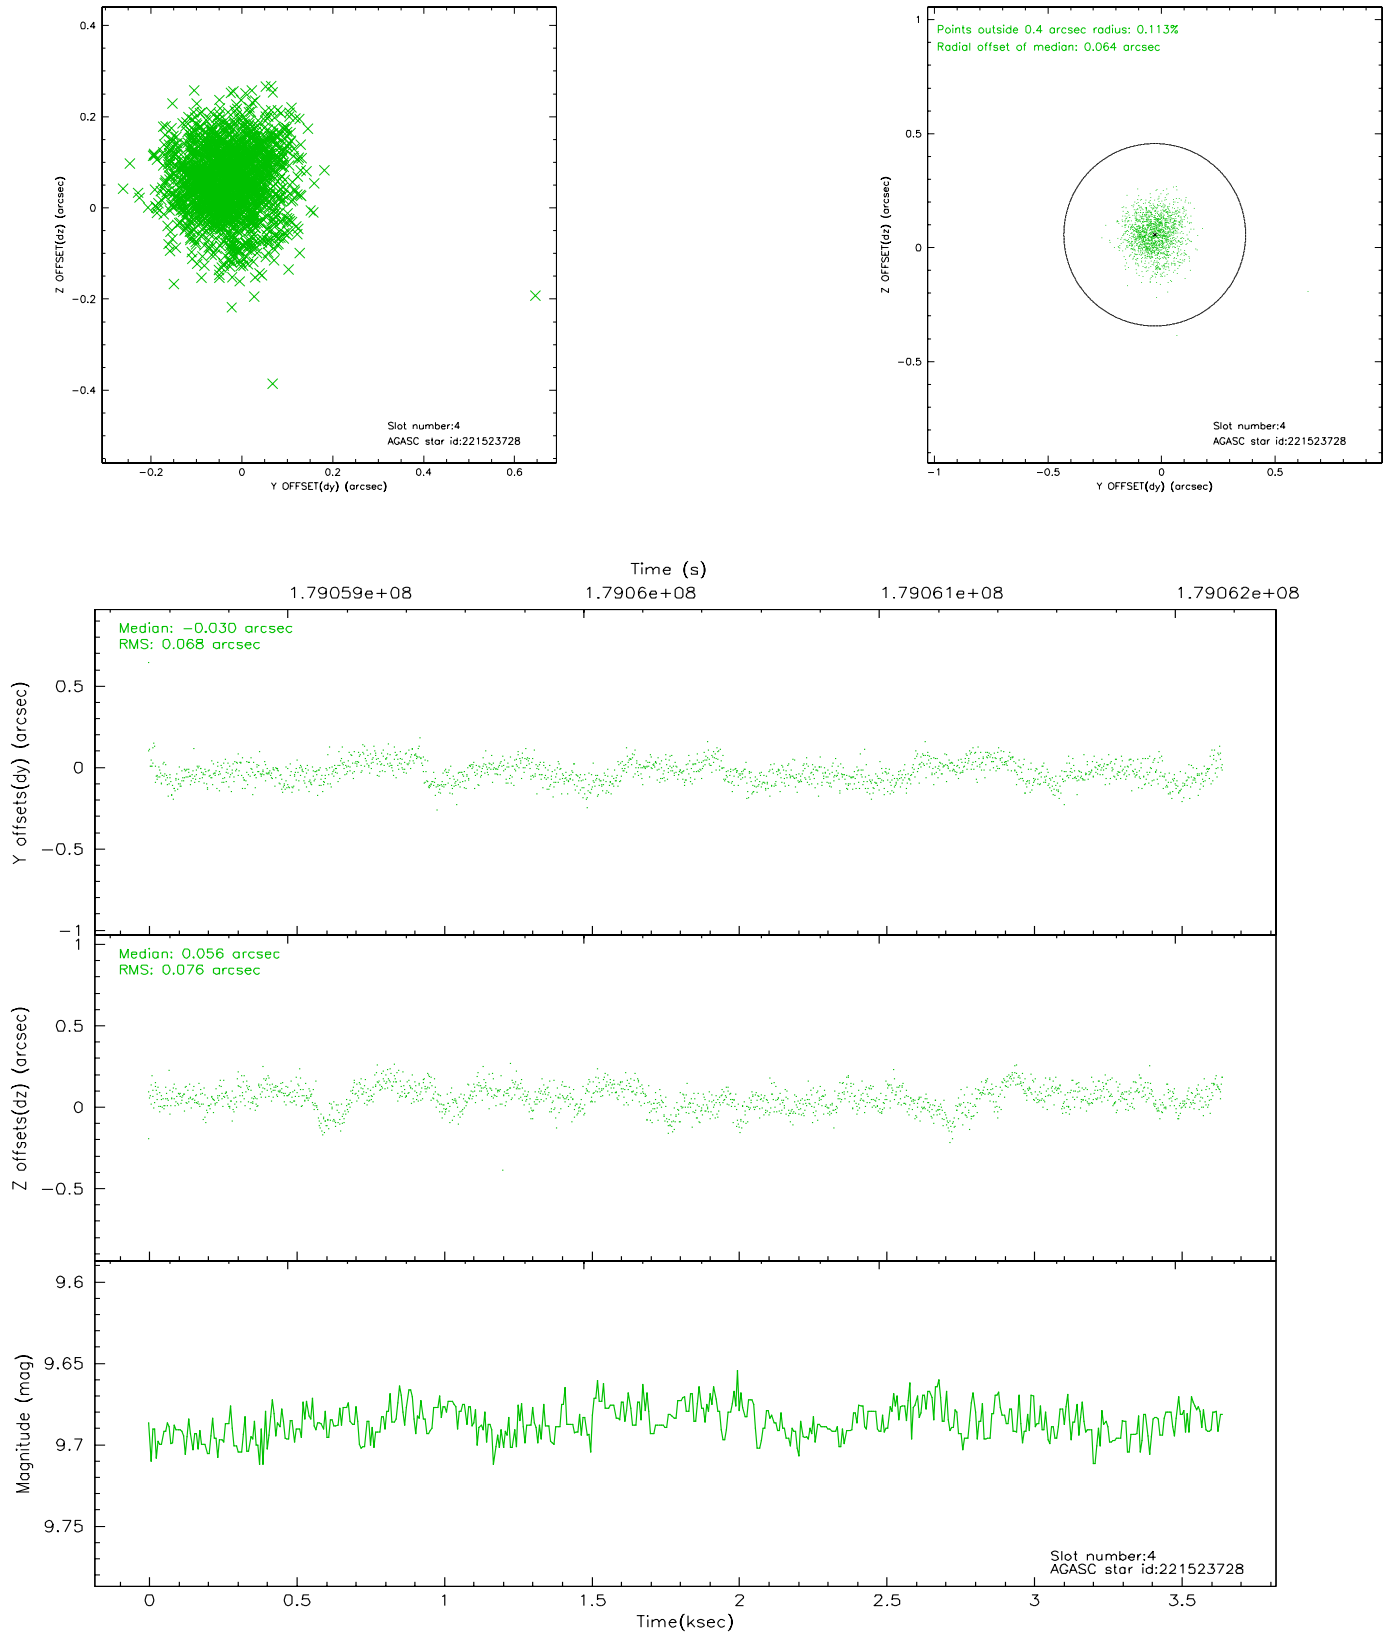 0.4
0.2
0
−0.2
−0.4
Z OFFSET(dz) (arcsec)
Slot number:4
AGASC star id:221523728
−0.2 0 0.2 0.4 0.6
Y OFFSET(dy) (arcsec)
Points outside 0.4 arcsec radius: 0.113%
Radial offset of median: 0.064 arcsec
1
0.5
0
−0.5
Z OFFSET(dz) (arcsec)
Slot number:4
AGASC star id:221523728
−1 −0.5 0 0.5
Y OFFSET(dy) (arcsec)
Time (s)
1.79059e+08 1.7906e+08 1.79061e+08 1.79062e+08
Median: −0.030 arcsec
RMS: 0.068 arcsec
0.5
0
−0.5
−1
Y offsets(dy) (arcsec)
Median: 0.056 arcsec
RMS: 0.076 arcsec
1
0.5
0
−0.5
Z offsets(dz) (arcsec)
9.6
9.65
9.7
9.75
Magnitude (mag)
Slot number:4
AGASC star id:221523728
0 0.5 1 1.5 2 2.5 3 3.5
Time(ksec)